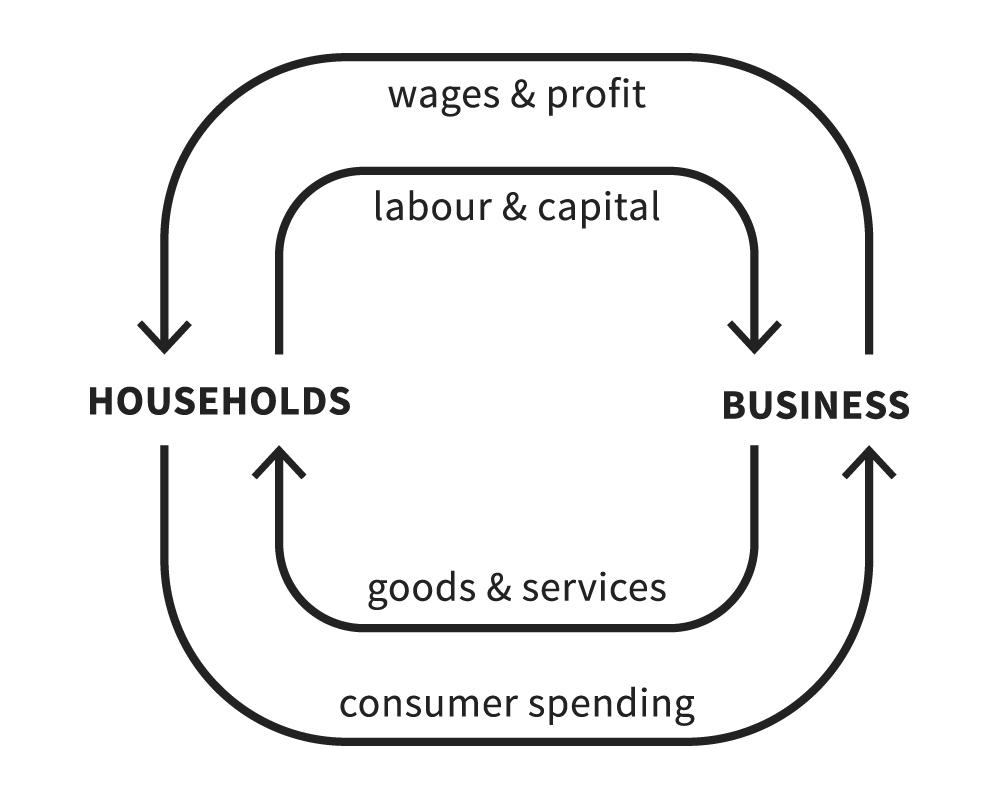 wages & profit
labour & capital
HOUSEHOLDS
BUSINESS
goods & services
consumer spending